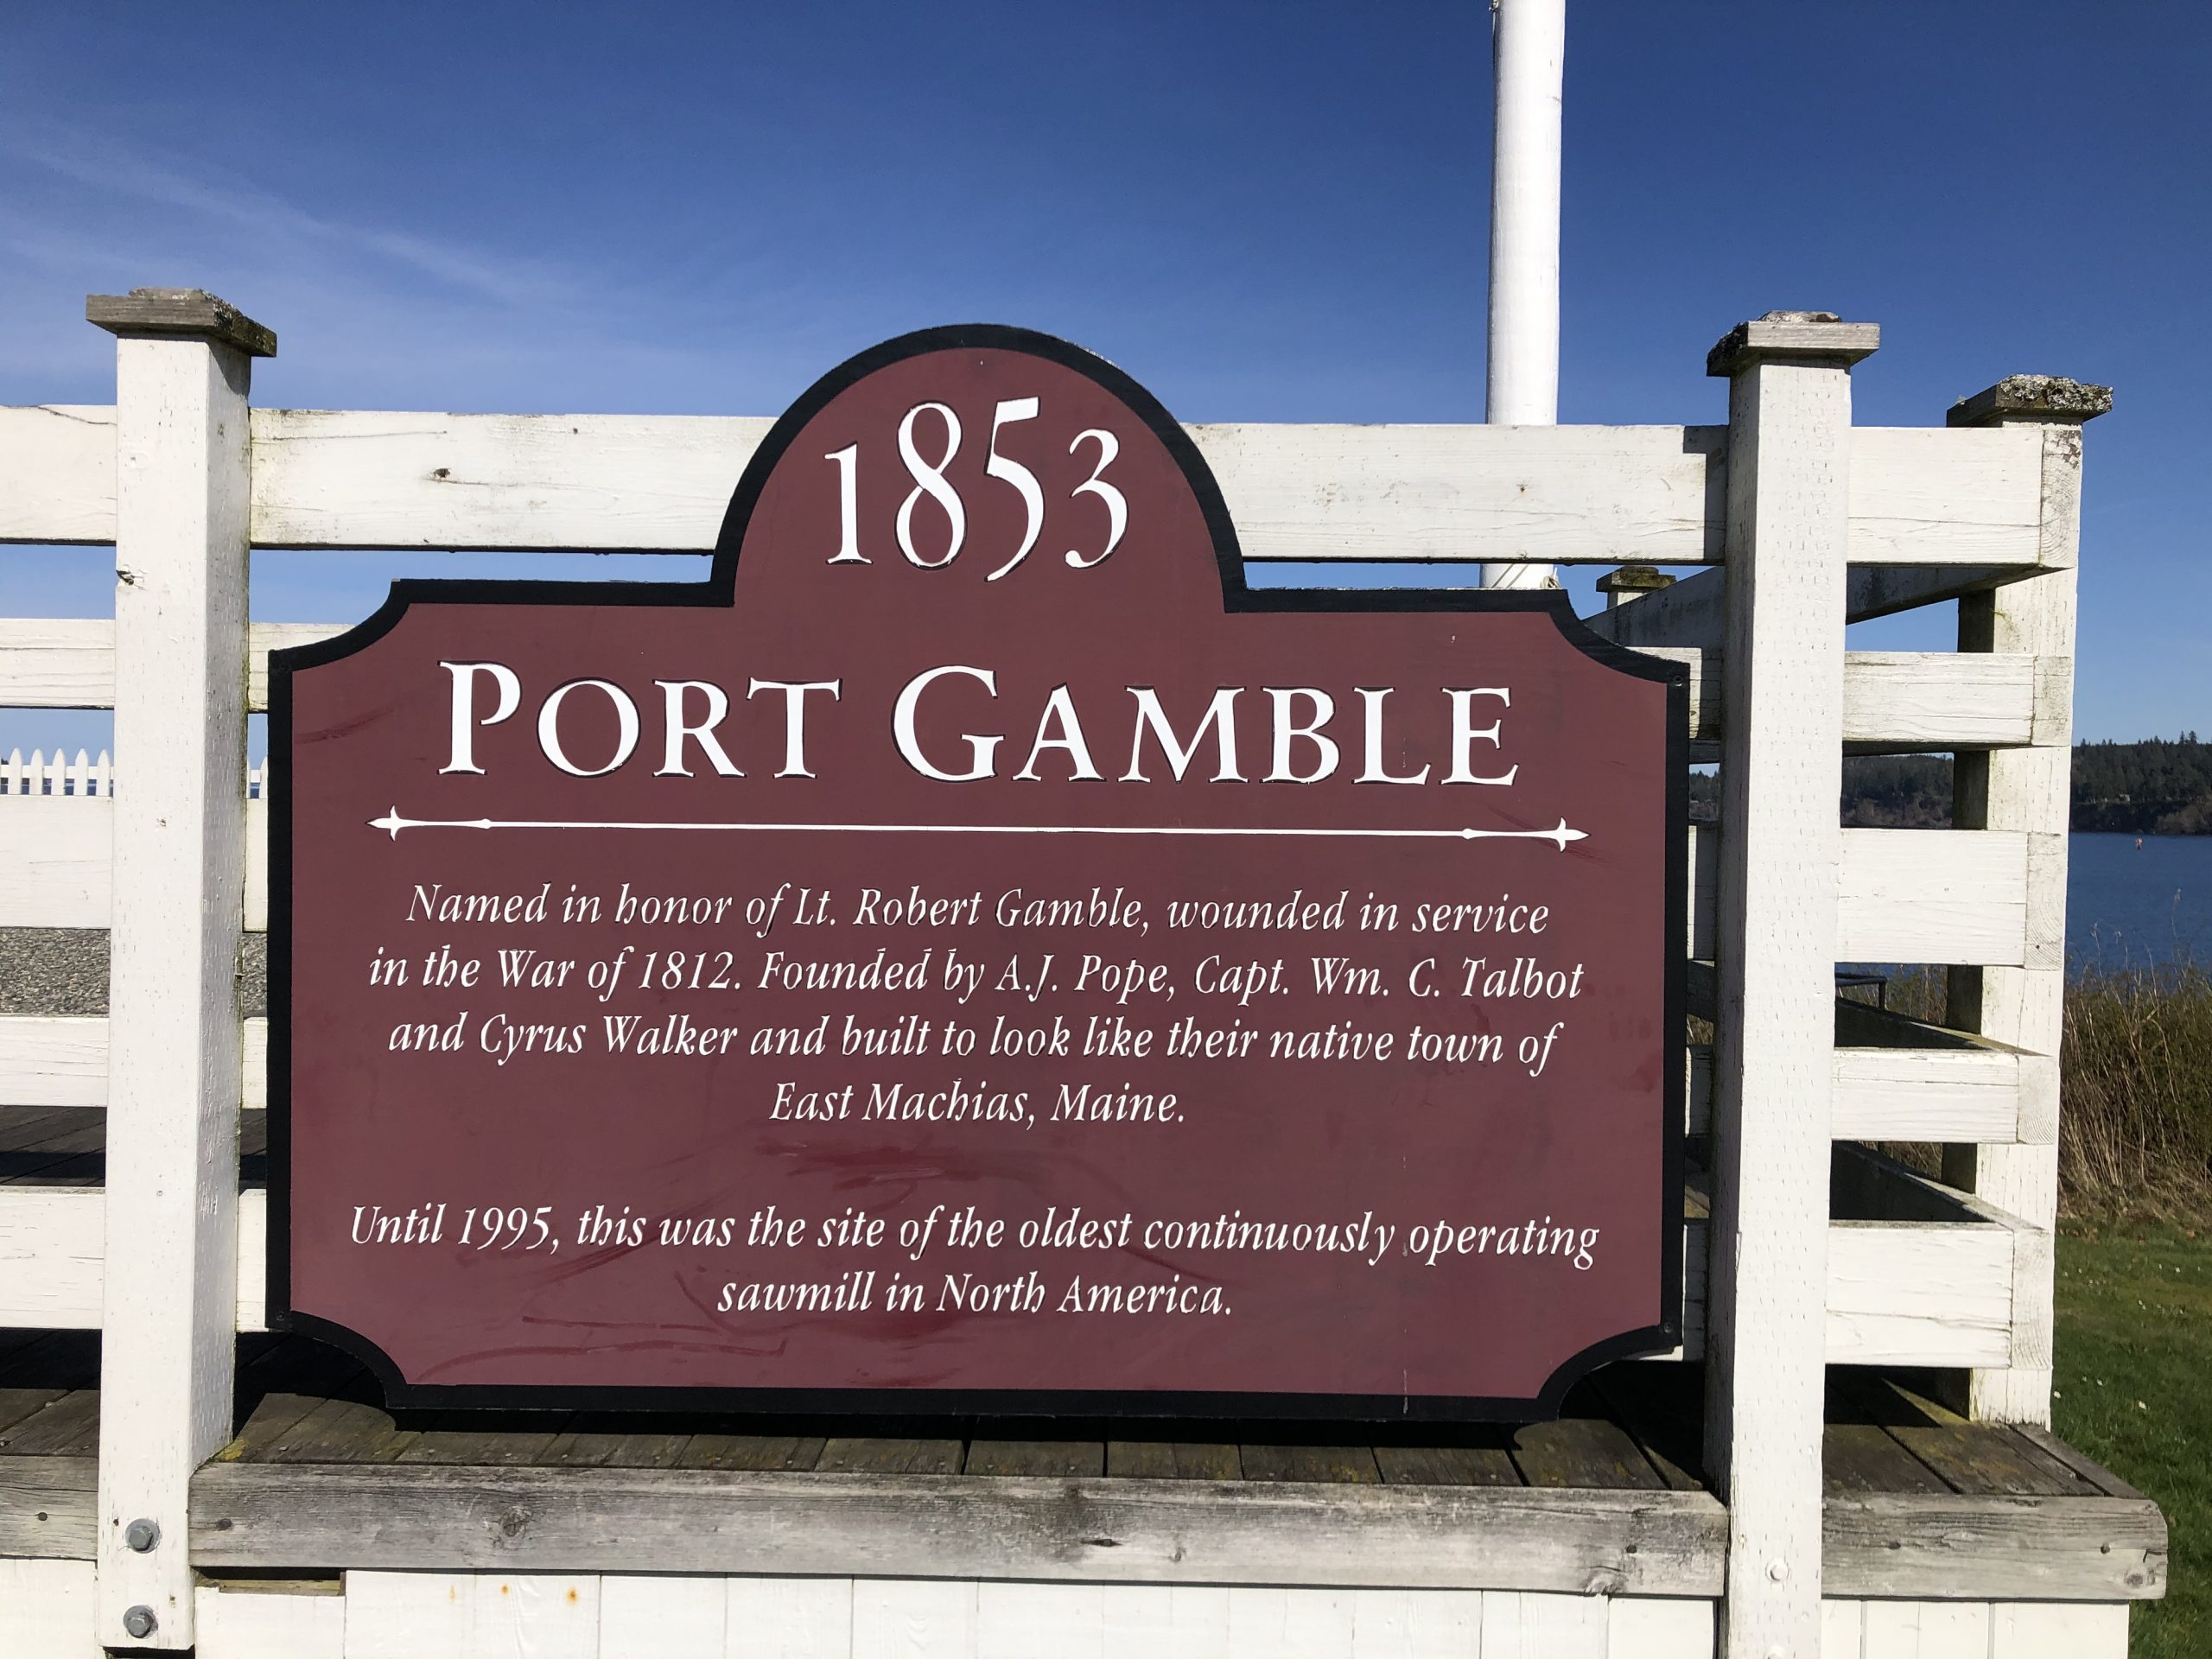 1853
PORT GAMBLE
Named in honor of Lt. Robert Gamble, wounded in service
in the War of 1812. Founded by A.J. Pope, Capt. Wm. C. Talbot
and Cyrus Walker and built to look like their native town of
East Machias, Maine.
Until 1995, this was the site of the oldest continuously operating
sawmill in North America.